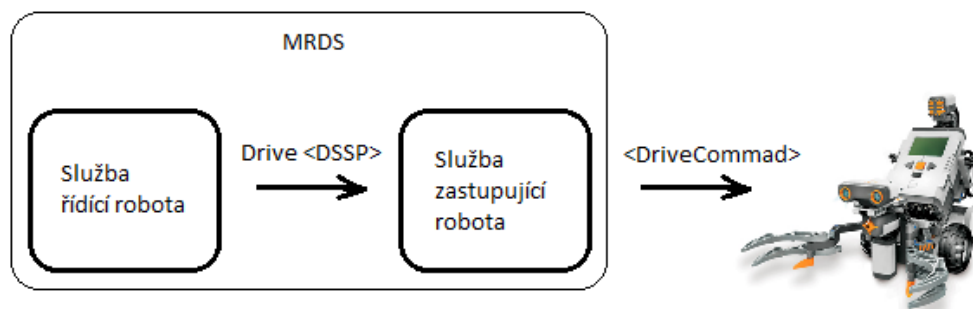 MRDS
Služba
řídící robota
Drive <DSSP>
Služba
zastupující
robota
<DriveCommad>